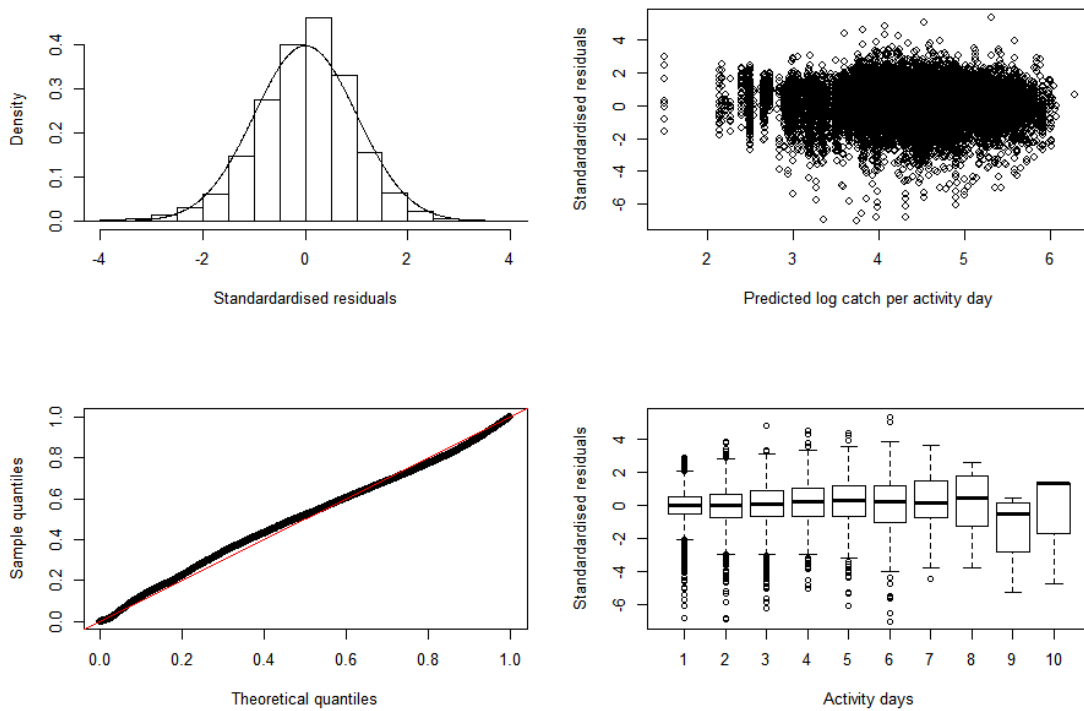 Density
0.0 0.1 0.2 0.3 0.4
-4 -2 0 2 4
Standardardised residuals
Standardised residuals
-6 -4 -2 0 2 4
2 3 4 5 6
Predicted log catch per activity day
Sample quantiles
0.0 0.2 0.4 0.6 0.8 1.0
0.0 0.2 0.4 0.6 0.8 1.0
Theoretical quantiles
Standardised residuals
-6 -4 -2 0 2 4
1 2 3 4 5 6 7 8 9 10
Activity days